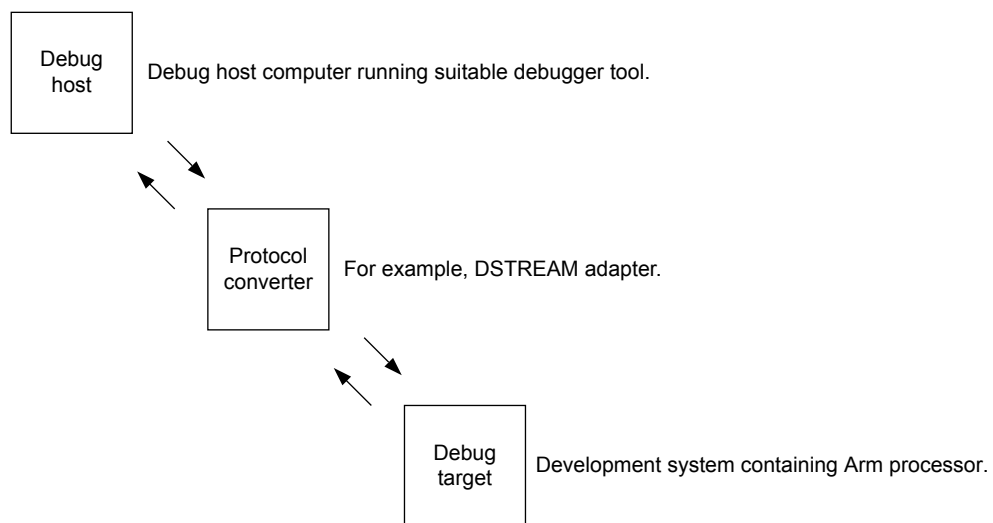 Debug
host
Debug host computer running suitable debugger tool.
Protocol
converter
For example, DSTREAM adapter.
Debug
target
Development system containing Arm processor.